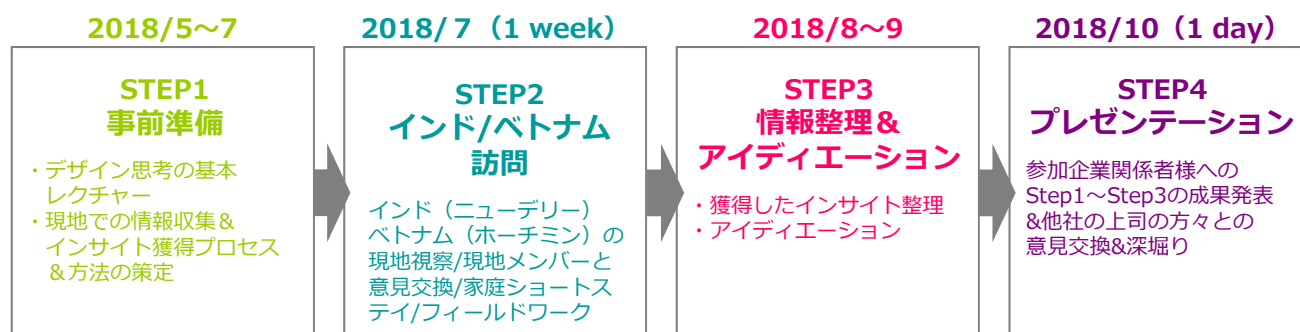 2018/5～7
STEP1
事前準備
・デザイン思考の基本
レクチャー
・現地での情報収集＆
インサイト獲得プロセス
＆方法の策定
2018/７（1 week）
STEP2
インド/ベトナム
訪問
インド（ニューデリー）
ベトナム（ホーチミン）の
現地視察/現地メンバーと
意見交換/家庭ショートス
テイ/フィールドワーク
2018/8～9
STEP3
情報整理＆
アイディエーション
・獲得したインサイト整理
・アイディエーション
2018/10（1 day）
STEP4
プレゼンテーション
参加企業関係者様への
Step1～Step3の成果発表
&他社の上司の方々との
意見交換&深堀り